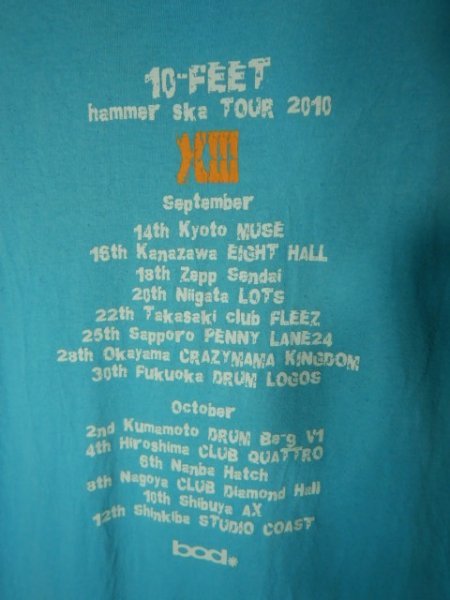 10-FEET
hammer ska TOUR 2010
XIII
September
14th Kyoto MUSE
16th Kanazawa EIGHT HALL
18th Zepp Sendai
20th Niigata LOTS
22th Takasaki club FLEEZ
25th Sapporo PENNY LANE24
28th Okayama CRAZYMAMA KINGDOM
30th Fukuoka DRUM LOGOS
October
2nd Kumamoto DRUM Be-9 V1
4th Hiroshima CLUB QUATTRO
6th Nanba Hatch
8th Nagoya CLUB Diamond Hall
10th Shibuya AX
12th Shinkiba STUDIO COAST
bod*